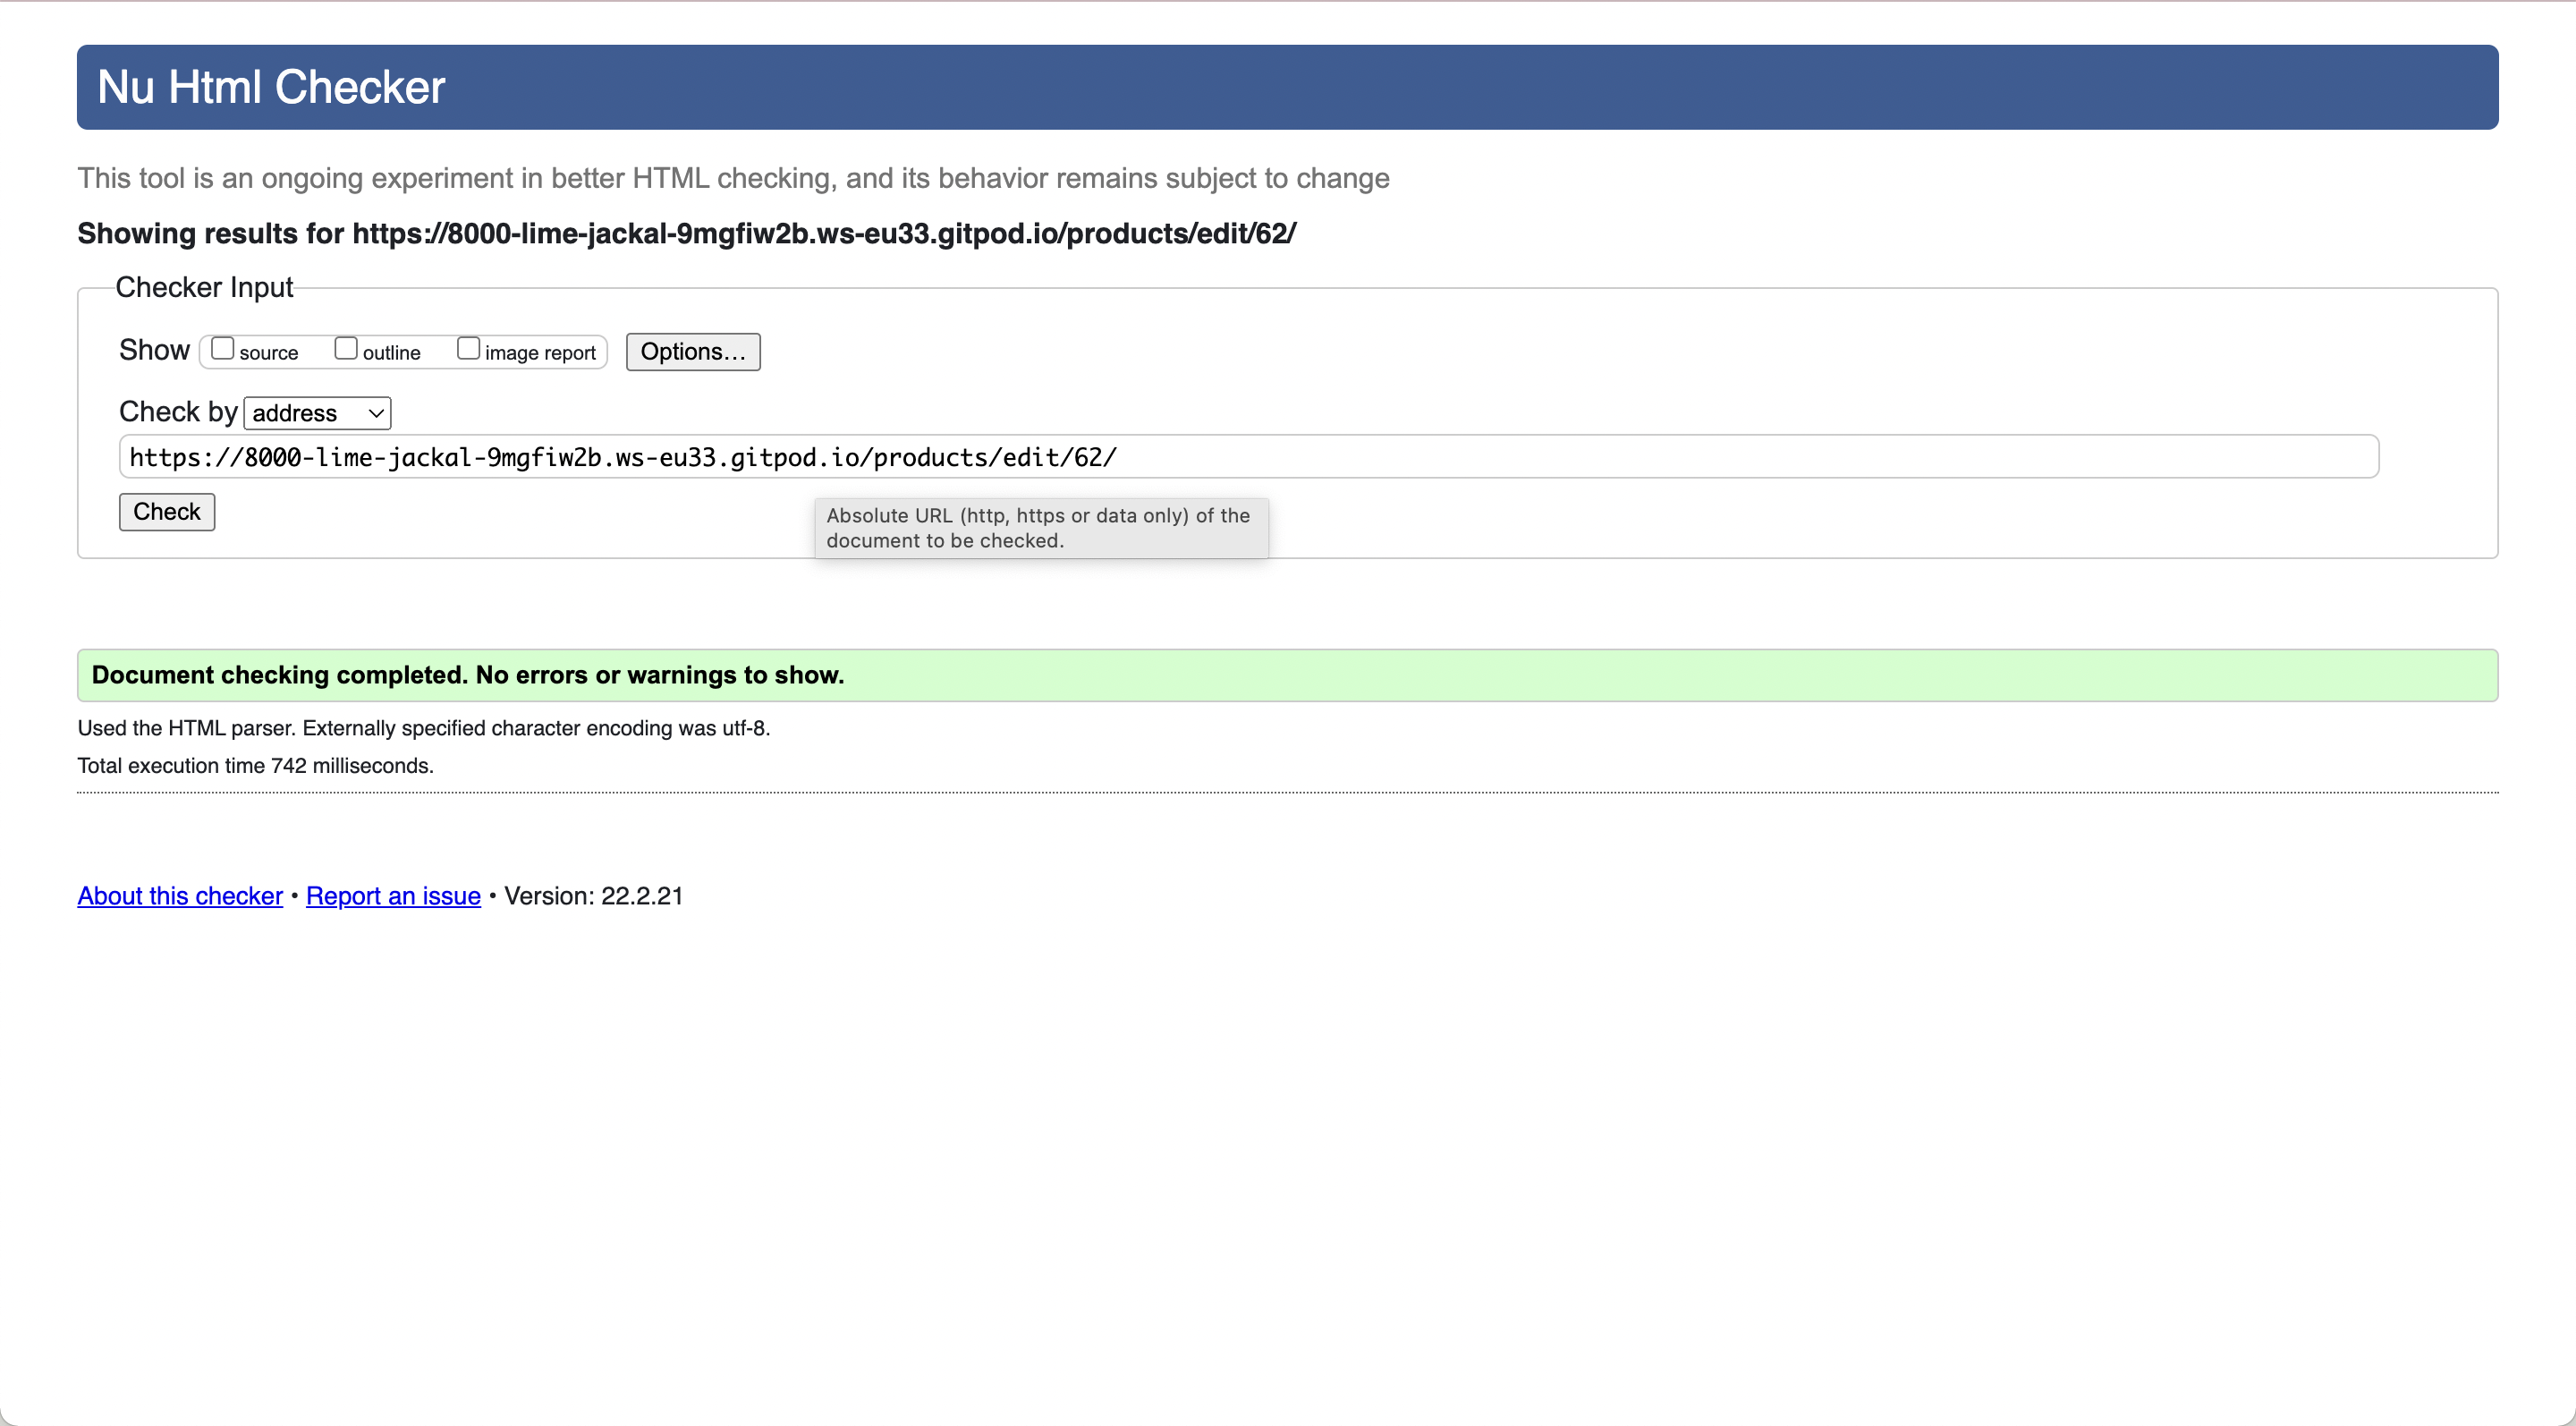 Nu Html Checker
This tool is an ongoing experiment in better HTML checking, and its behavior remains subject to change
Showing results for https://8000-lime-jackal-9mgfiw2b.ws-eu33.gitpod.io/products/edit/62/
Checker Input
Show source outline image report Options...
Check by address
https://8000-lime-jackal-9mgfiw2b.ws-eu33.gitpod.io/products/edit/62/
Check
Absolute URL (http, https or data only) of the
document to be checked.
Document checking completed. No errors or warnings to show.
Used the HTML parser. Externally specified character encoding was utf-8.
Total execution time 742 milliseconds.
About this checker • Report an issue • Version: 22.2.21